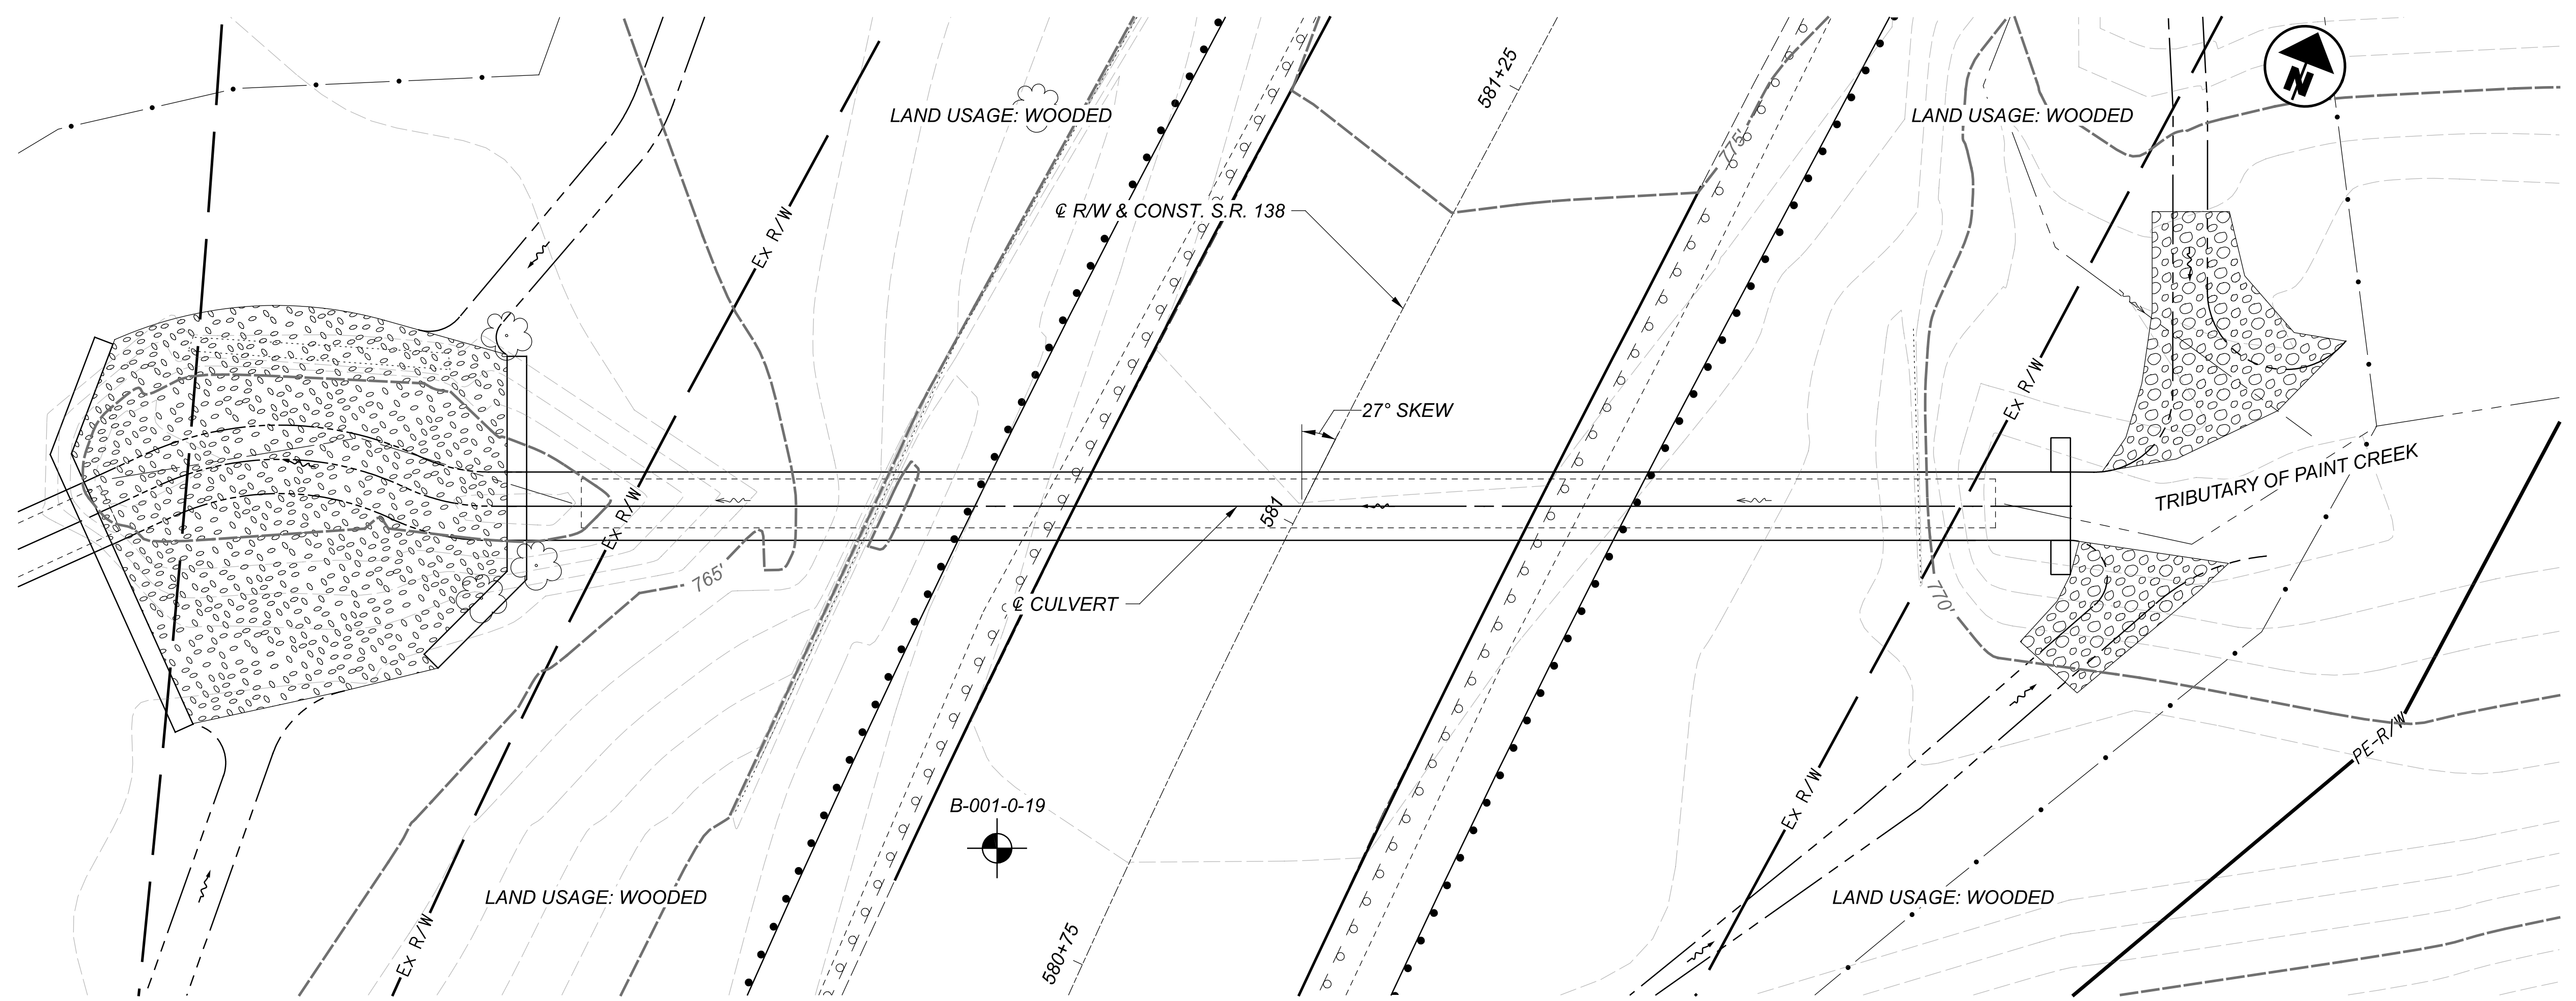 581+25
N
LAND USAGE: WOODED
LAND USAGE: WOODED
775'
℄ R/W & CONST. S.R. 138
Ex R/W
Ex R/W
27° SKEW
TRIBUTARY OF PAINT CREEK
Ex R/W
581
765'
770'
℄ CULVERT
PE-R/W
B-001-0-19
Ex R/W
LAND USAGE: WOODED
LAND USAGE: WOODED
Ex R/W
580+75